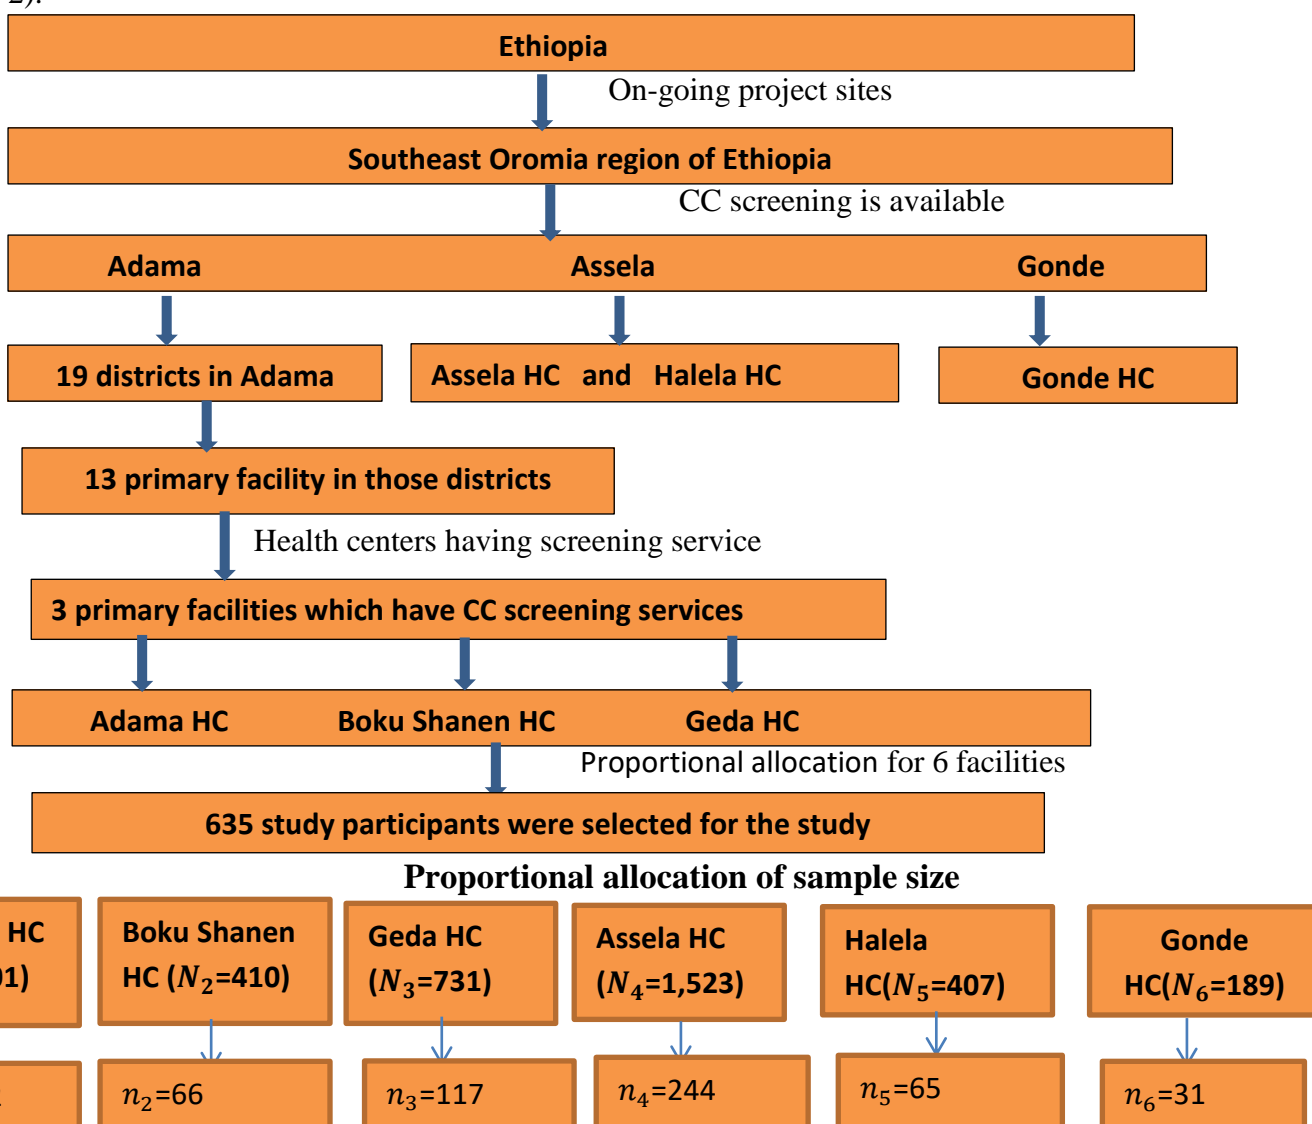 2).
Ethiopia
On-going project sites
Southeast Oromia region of Ethiopia
CC screening is available
Adama Assela Gonde
19 districts in Adama
Assela HC and Halela HC
Gonde HC
13 primary facility in those districts
Health centers having screening service
3 primary facilities which have CC screening services
Adama HC Boku Shanen HC Geda HC
Proportional allocation for 6 facilities
635 study participants were selected for the study
Proportional allocation of sample size
HC
Boku Shanen
HC (N₂=410)
Geda HC
(N₃=731)
Assela HC
(N₄=1,523)
Halela
HC(N₅=407)
Gonde
HC(N₆=189)
n₂=66
n₃=117
n₄=244
n₅=65
n₆=31